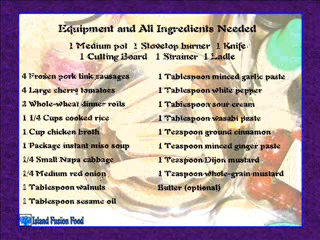 Equipment and All Ingredients Needed
1 Medium pot 1 Stovetop burner 1 Knife
1 Cutting Board 1 Strainer 1 Ladle
4 Frozen pork link sausages
4 Large cherry tomatoes
2 Whole-wheat dinner rolls
1 1/4 Cups cooked rice
1 Cup chicken broth
1 Package instant miso soup
1/4 Small Napa cabbage
1/4 Medium red onion
1 Tablespoon walnuts
1 Tablespoon sesame oil
1 Tablespoon minced garlic paste
1 Tablespoon white pepper
1 Tablespoon sour cream
1 Tablespoon wasabi paste
1 Teaspoon ground cinnamon
1 Teaspoon minced ginger paste
1 Teaspoon Dijon mustard
1 Teaspoon whole-grain mustard
Butter (optional)
Island Fusion Food